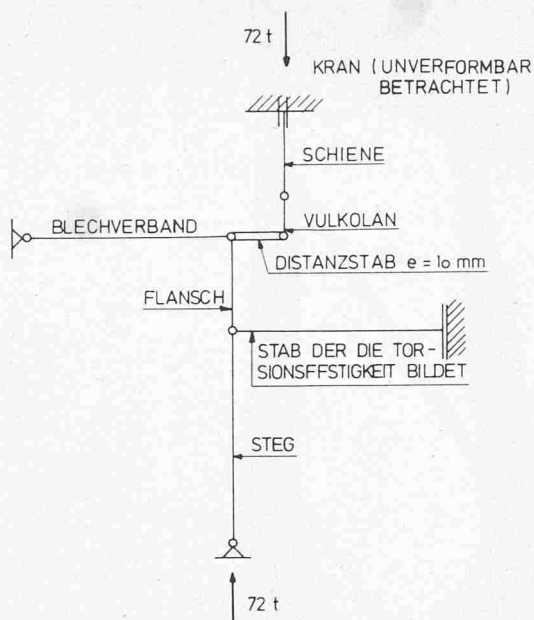 72 t
KRAN (UNVERFORMBAR
BETRACHTET)
SCHIENE
BLECHVERBAND
VULKOLAN
DISTANZSTAB e = 10 mm
FLANSCH
STAB DER DIE TOR-
SIONSFFSTIGKEIT BILDET
STEG
72 t